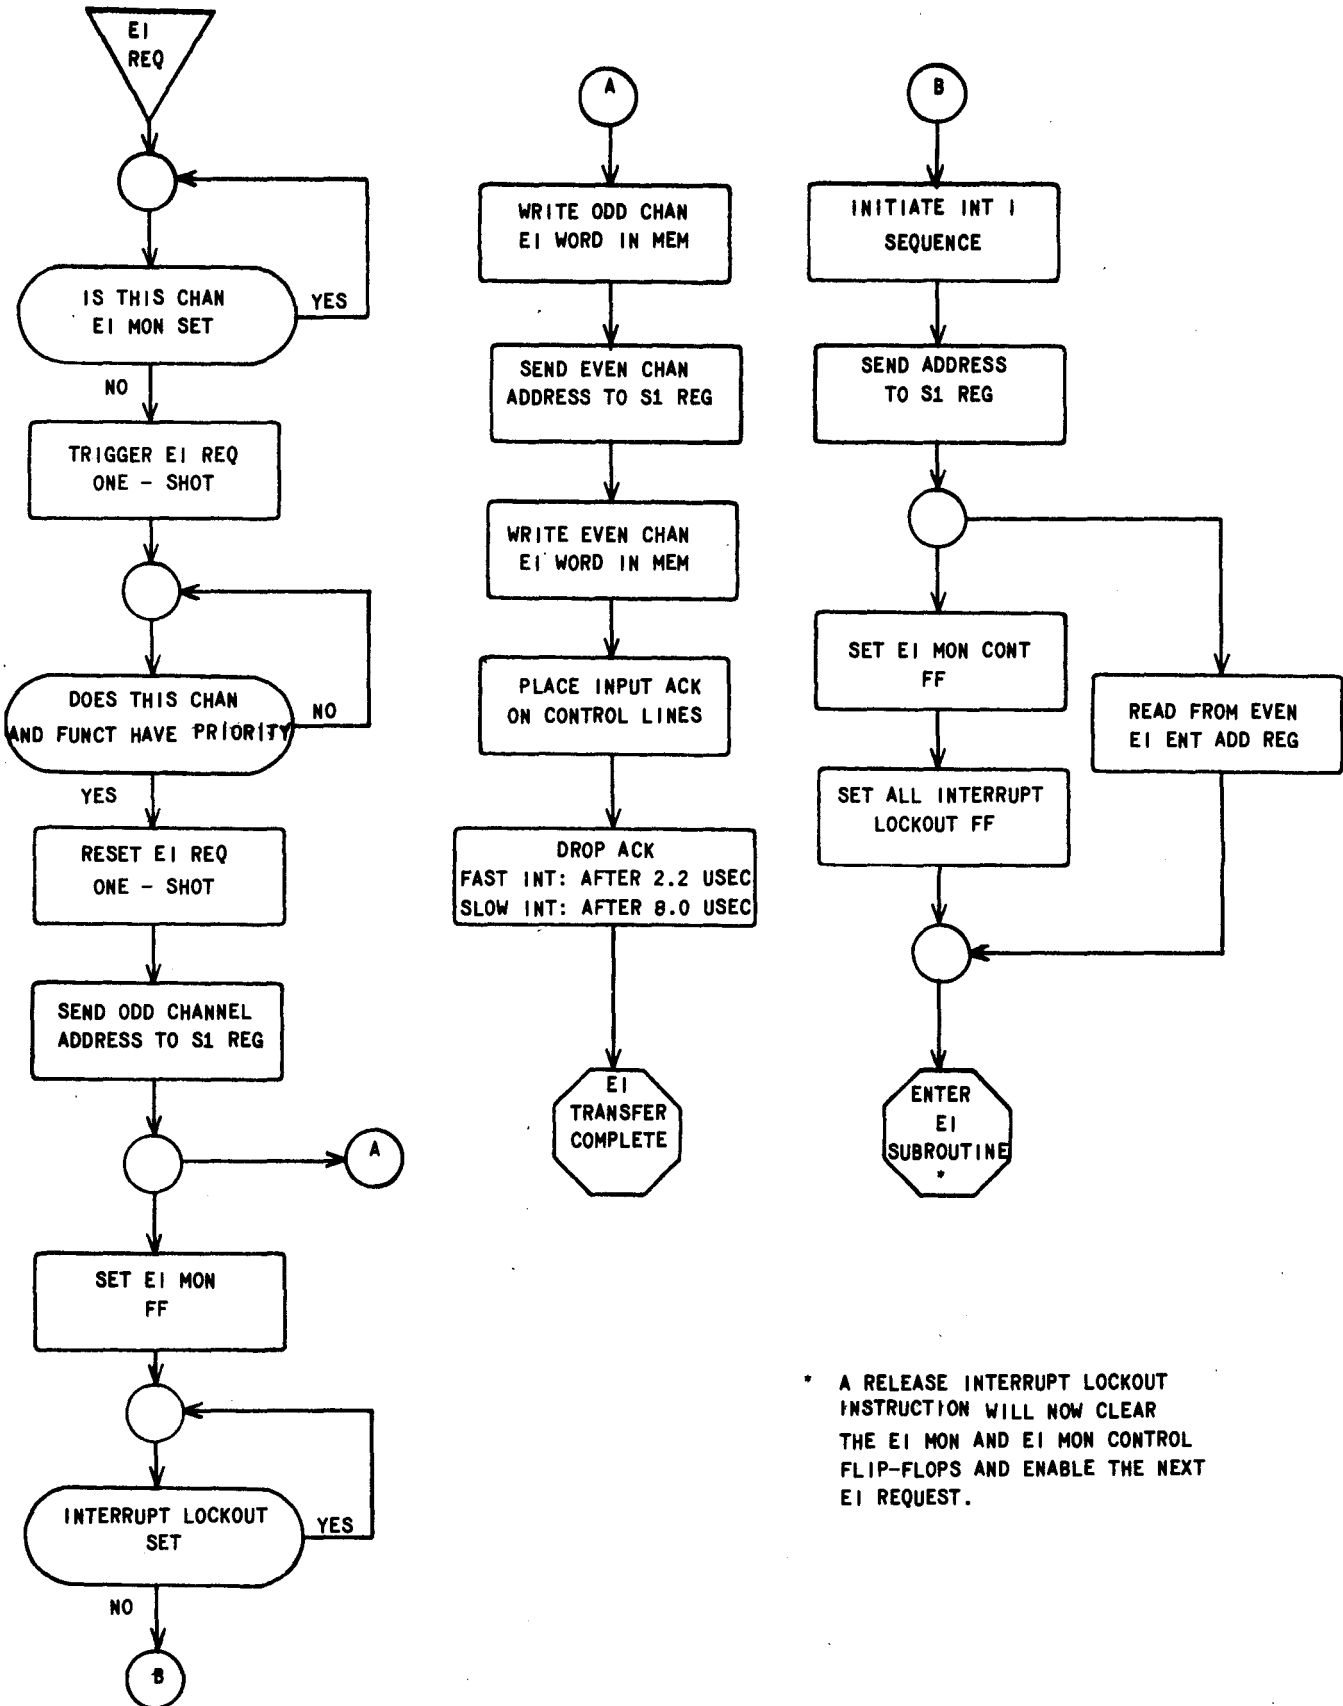 EI
REQ
IS THIS CHAN
EI MON SET
YES
NO
TRIGGER EI REQ
ONE - SHOT
DOES THIS CHAN
AND FUNCT HAVE PRIORITY
NO
YES
RESET EI REQ
ONE - SHOT
SEND ODD CHANNEL
ADDRESS TO S1 REG
A
SET EI MON
FF
INTERRUPT LOCKOUT
SET
YES
NO
B
A
WRITE ODD CHAN
EI WORD IN MEM
SEND EVEN CHAN
ADDRESS TO S1 REG
WRITE EVEN CHAN
EI WORD IN MEM
PLACE INPUT ACK
ON CONTROL LINES
DROP ACK
FAST INT: AFTER 2.2 USEC
SLOW INT: AFTER 8.0 USEC
EI
TRANSFER
COMPLETE
B
INITIATE INT I
SEQUENCE
SEND ADDRESS
TO S1 REG
SET EI MON CONT
FF
READ FROM EVEN
EI ENT ADD REG
SET ALL INTERRUPT
LOCKOUT FF
ENTER
EI
SUBROUTINE
*
* A RELEASE INTERRUPT LOCKOUT
INSTRUCTION WILL NOW CLEAR
THE EI MON AND EI MON CONTROL
FLIP-FLOPS AND ENABLE THE NEXT
EI REQUEST.